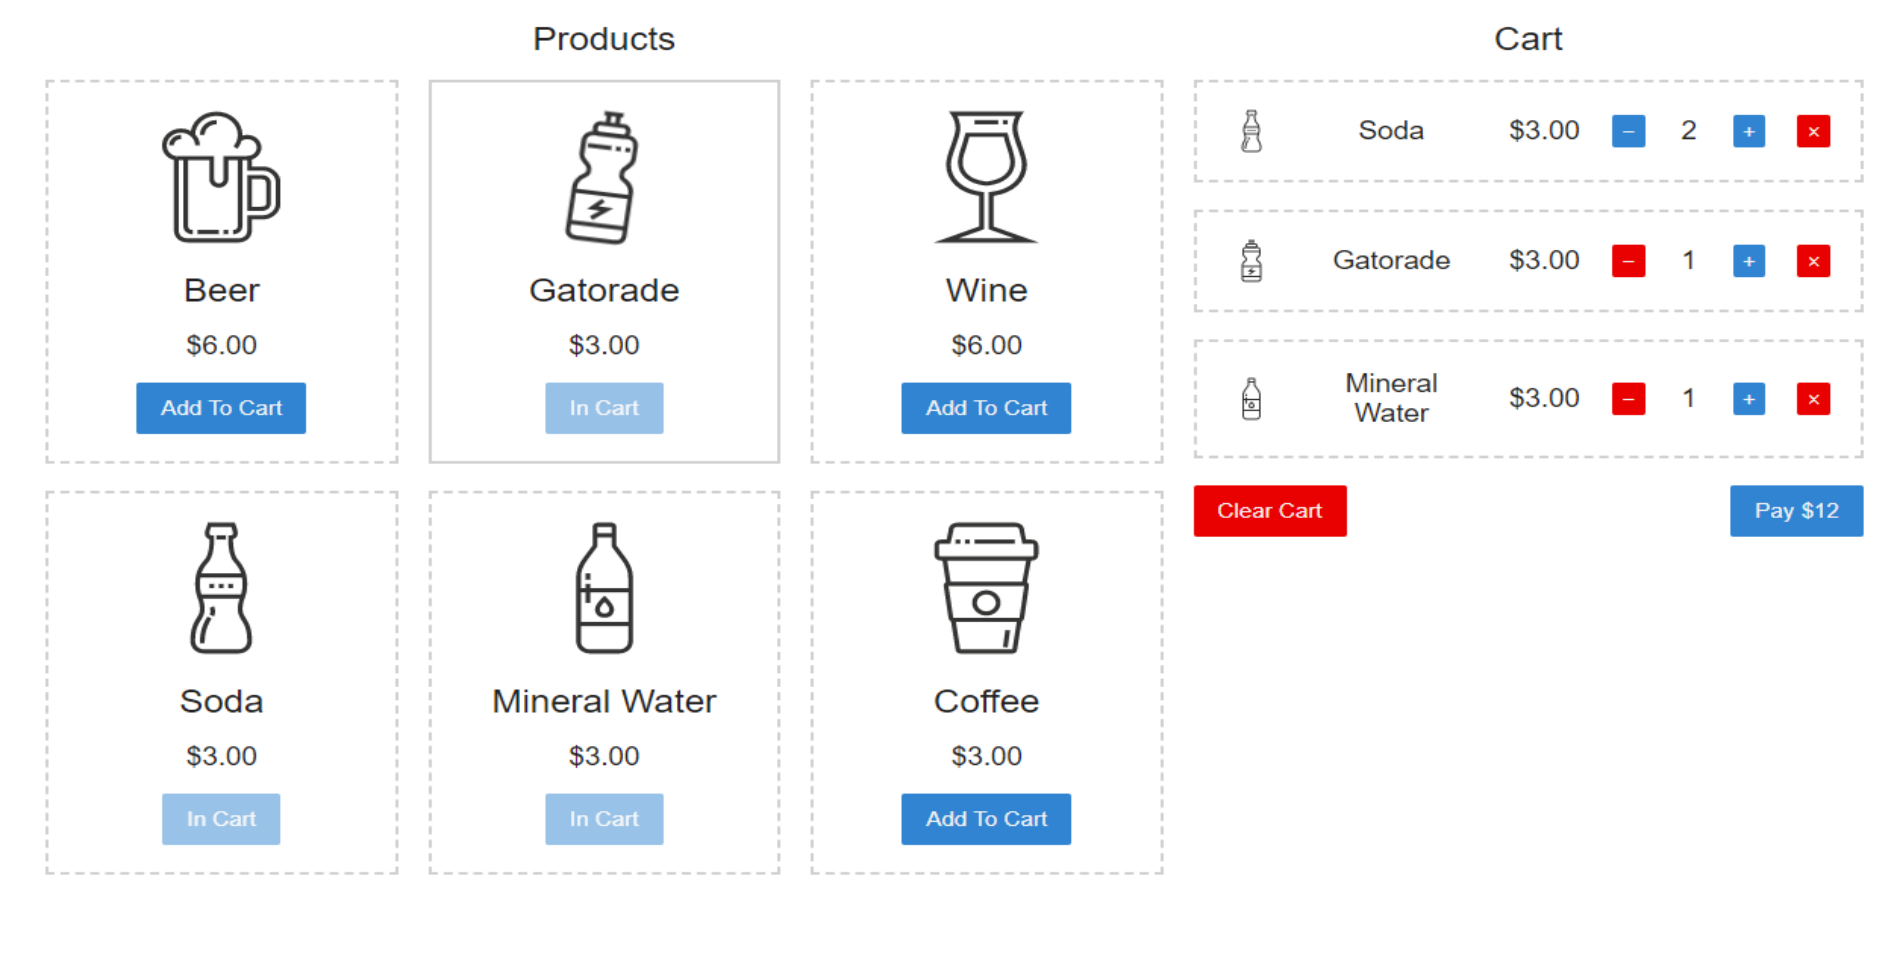 Products
Beer
$6.00
Add To Cart
Gatorade
$3.00
In Cart
Wine
$6.00
Add To Cart
Soda
$3.00
In Cart
Mineral Water
$3.00
In Cart
Coffee
$3.00
Add To Cart
Cart
Soda $3.00 – 2 + ×
Gatorade $3.00 – 1 + ×
Mineral
Water $3.00 – 1 + ×
Clear Cart
Pay $12